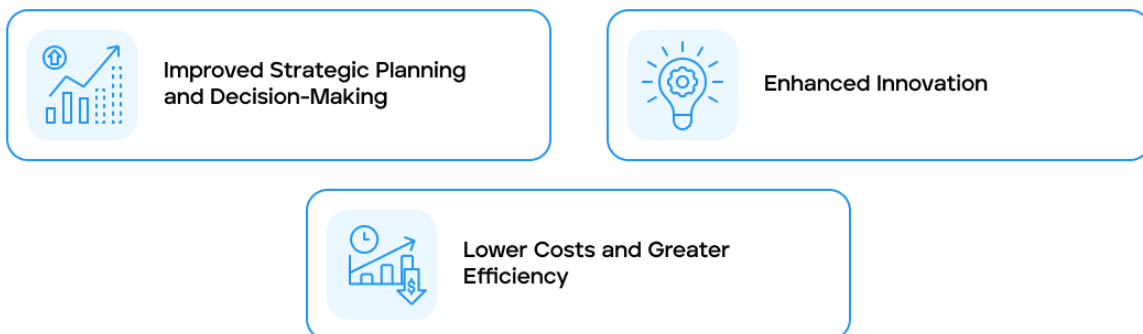 Improved Strategic Planning
and Decision-Making
Enhanced Innovation
Lower Costs and Greater
Efficiency
$